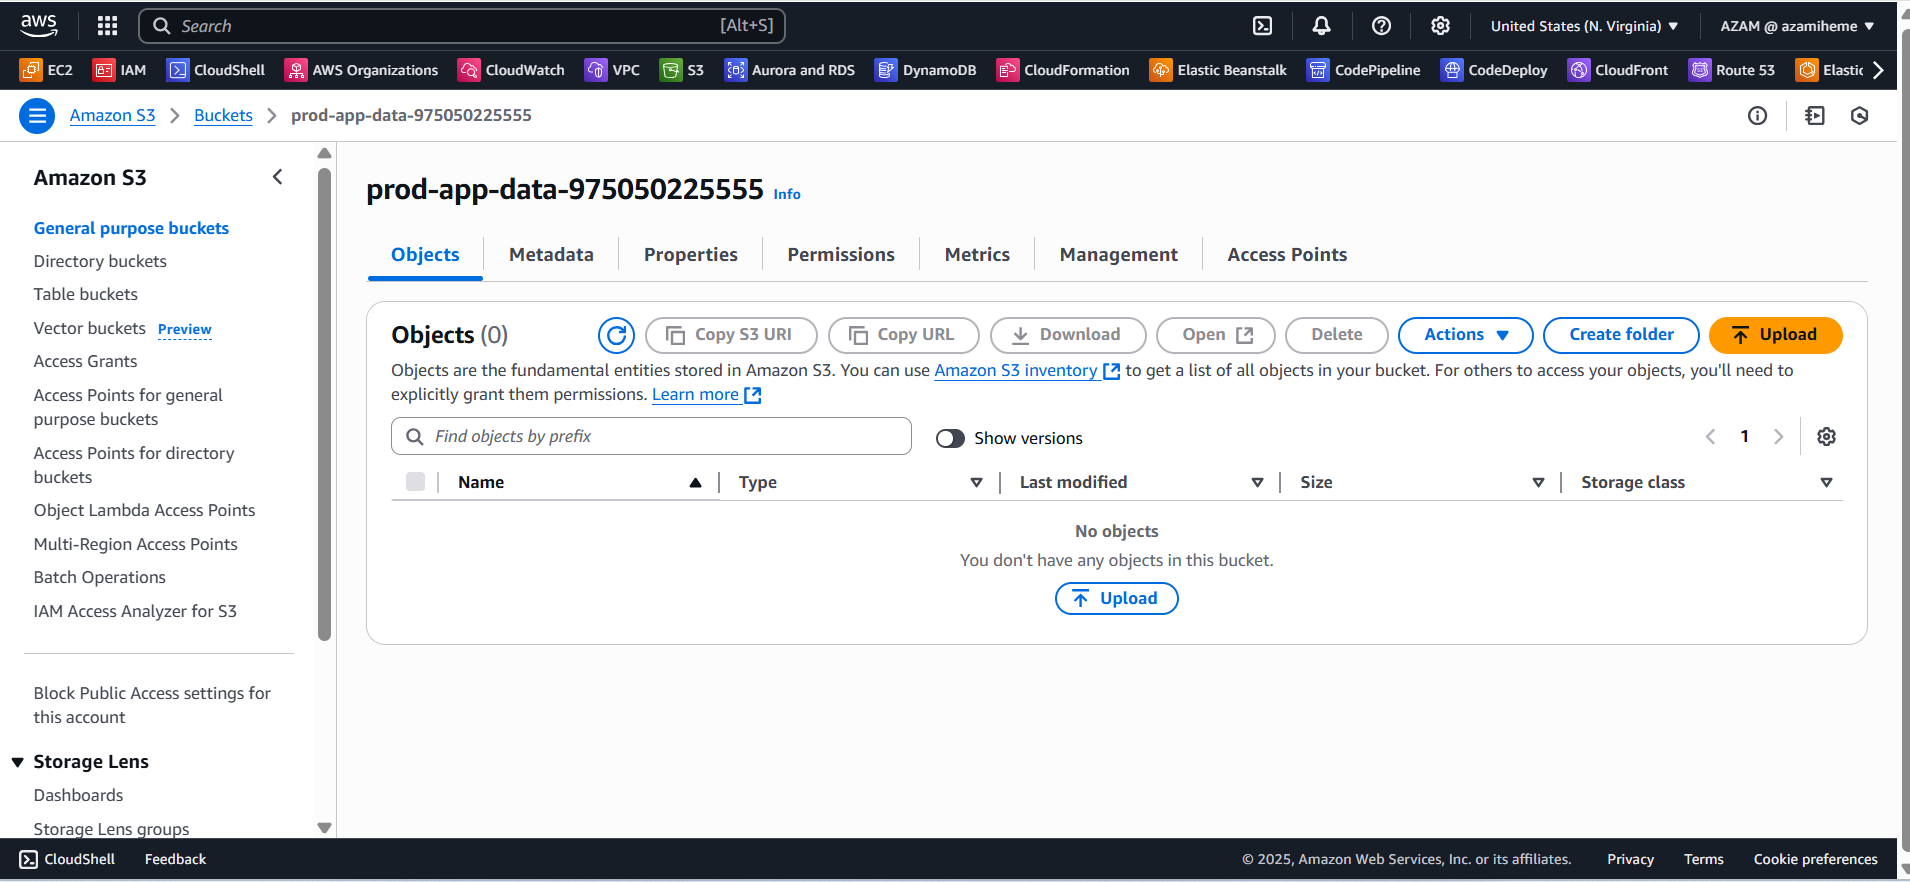 aws
Search [Alt+S]
United States (N. Virginia)
AZAM @ azamiheme
EC2 IAM CloudShell AWS Organizations CloudWatch VPC S3 Aurora and RDS DynamoDB CloudFormation Elastic Beanstalk CodePipeline CodeDeploy CloudFront Route 53 Elastic
Amazon S3 Buckets prod-app-data-975050225555
Amazon S3
General purpose buckets
Directory buckets
Table buckets
Vector buckets Preview
Access Grants
Access Points for general
purpose buckets
Access Points for directory
buckets
Object Lambda Access Points
Multi-Region Access Points
Batch Operations
IAM Access Analyzer for S3
Block Public Access settings for
this account
Storage Lens
Dashboards
Storage Lens groups
prod-app-data-975050225555 Info
Objects Metadata Properties Permissions Metrics Management Access Points
Objects (0)
Copy S3 URI Copy URL Download Open Delete Actions Create folder Upload
Objects are the fundamental entities stored in Amazon S3. You can use Amazon S3 inventory to get a list of all objects in your bucket. For others to access your objects, you'll need to
explicitly grant them permissions. Learn more
Find objects by prefix
Show versions
1
Name Type Last modified Size Storage class
No objects
You don't have any objects in this bucket.
Upload
CloudShell Feedback
© 2025, Amazon Web Services, Inc. or its affiliates. Privacy Terms Cookie preferences